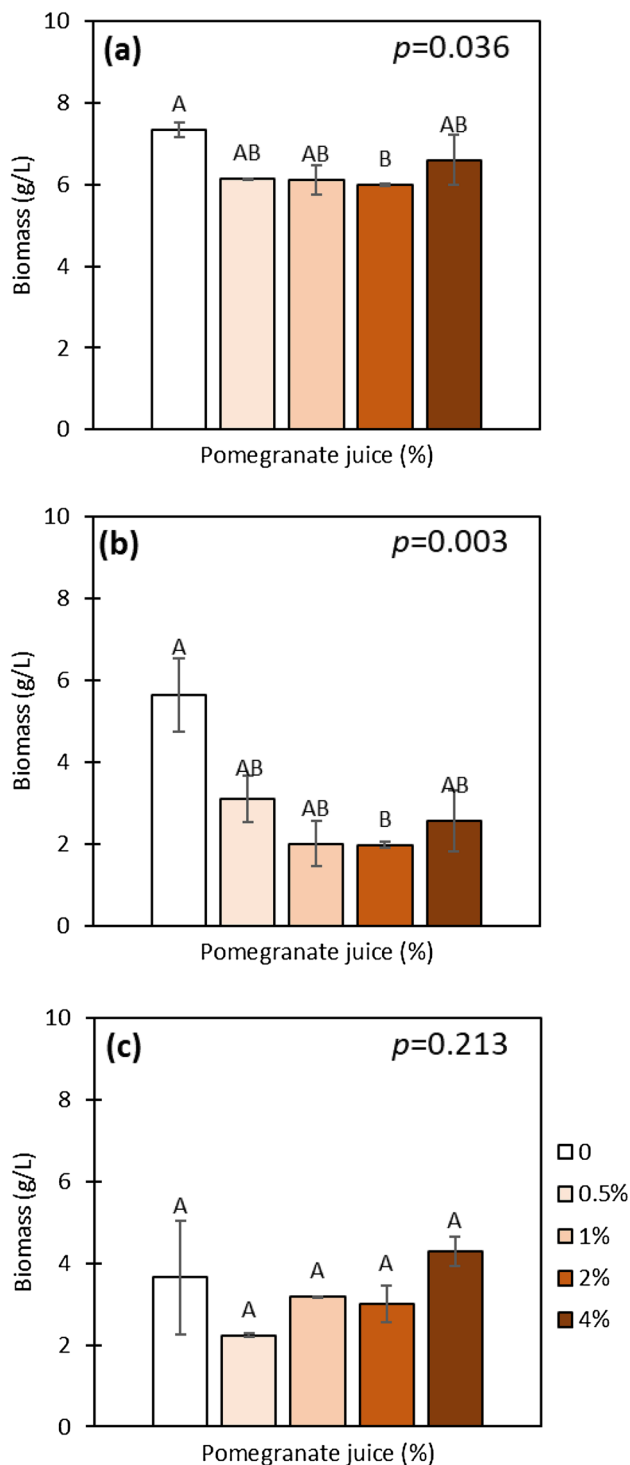 (a)
p=0.036
10
8
6
4
2
0
Biomass (g/L)
A
AB
AB
B
AB
Pomegranate juice (%)
(b)
p=0.003
10
8
6
4
2
0
Biomass (g/L)
A
AB
AB
B
AB
Pomegranate juice (%)
(c)
p=0.213
10
8
6
4
2
0
Biomass (g/L)
A
A
A
A
A
Pomegranate juice (%)
0
0.5%
1%
2%
4%